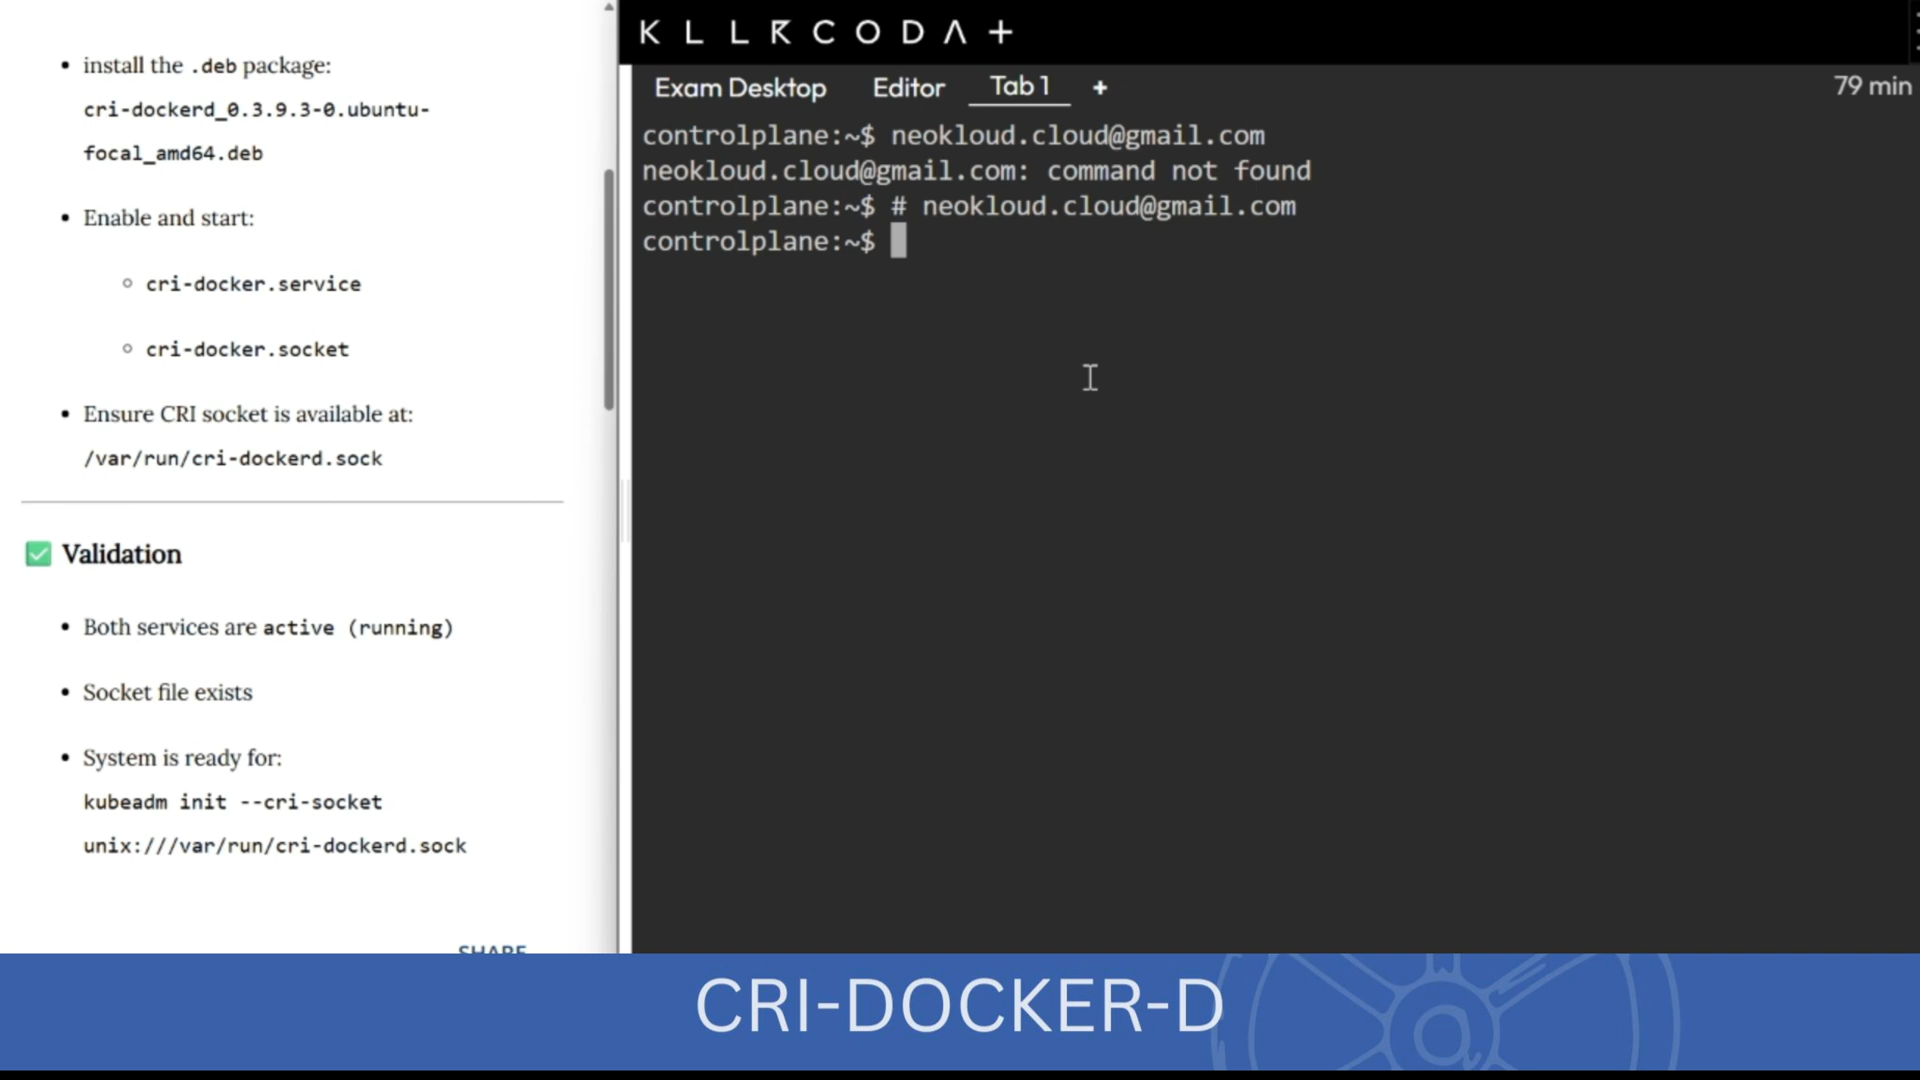 install the .deb package:
cri-dockerd_0.3.9.3-0.ubuntu-
focal_amd64.deb
Enable and start:
cri-docker.service
cri-docker.socket
Ensure CRI socket is available at:
/var/run/cri-dockerd.sock
Validation
Both services are active (running)
Socket file exists
System is ready for:
kubeadm init --cri-socket
unix:///var/run/cri-dockerd.sock
SHARE
KLLRCODA+
Exam Desktop Editor Tab 1 + 79 min
controlplane:~$ neokloud.cloud@gmail.com
neokloud.cloud@gmail.com: command not found
controlplane:~$ # neokloud.cloud@gmail.com
controlplane:~$
CRI-DOCKER-D